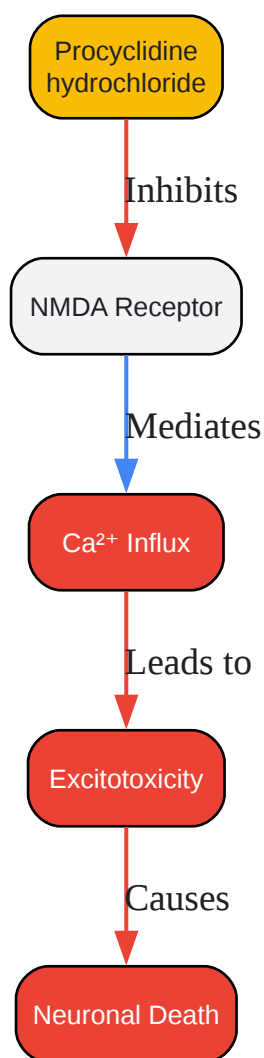 Procyclidine
hydrochloride
Inhibits
NMDA Receptor
Mediates
Ca²⁺ Influx
Leads to
Excitotoxicity
Causes
Neuronal Death